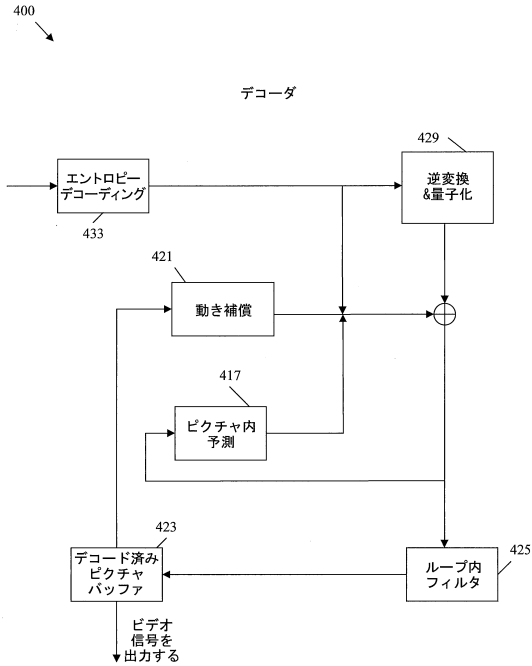 400
デコーダ
429
エントロピー
デコーディング
433
逆変換
&量子化
421
動き補償
417
ピクチャ内
予測
423
デコード済み
ピクチャ
バッファ
ループ内
フィルタ
425
ビデオ
信号を
出力する